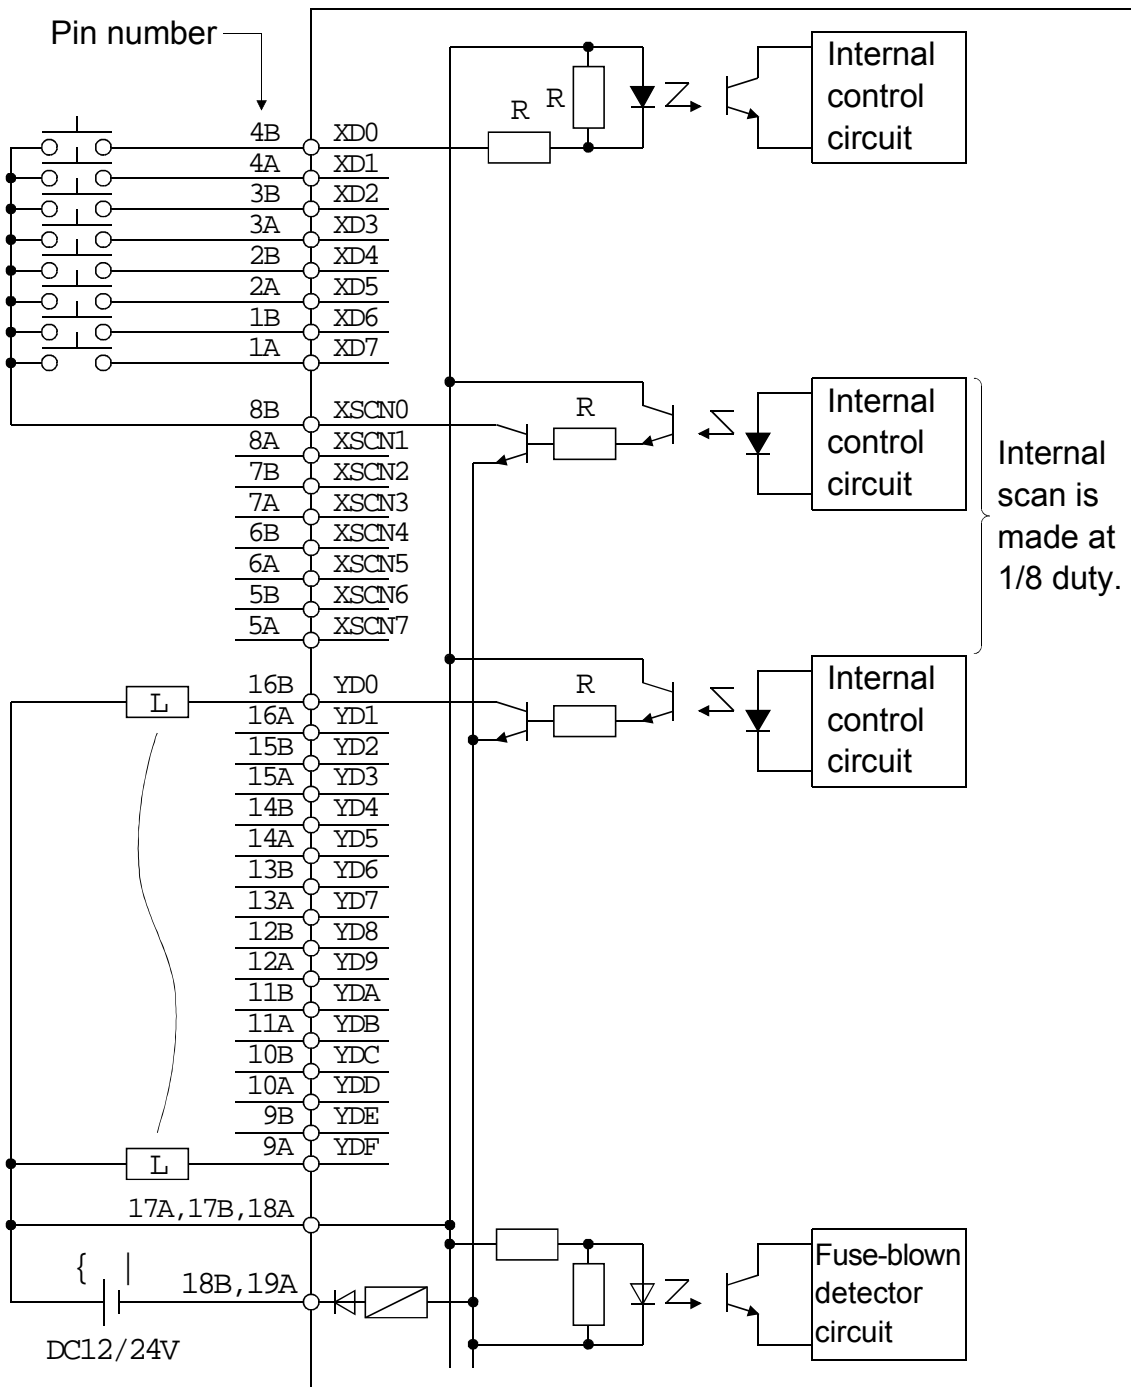 Pin number
Internal
control
circuit
R
R
4B XD0
4A XD1
3B XD2
3A XD3
2B XD4
2A XD5
1B XD6
1A XD7
8B XSCN0
8A XSCN1
7B XSCN2
7A XSCN3
6B XSCN4
6A XSCN5
5B XSCN6
5A XSCN7
R
Internal
control
circuit
Internal
scan is
made at
1/8 duty.
L
16B YD0
16A YD1
15B YD2
15A YD3
14B YD4
14A YD5
13B YD6
13A YD7
12B YD8
12A YD9
11B YDA
11A YDB
10B YDC
10A YDD
9B YDE
9A YDF
L
R
Internal
control
circuit
17A,17B,18A
{ |
18B,19A
DC12/24V
Fuse-blown
detector
circuit